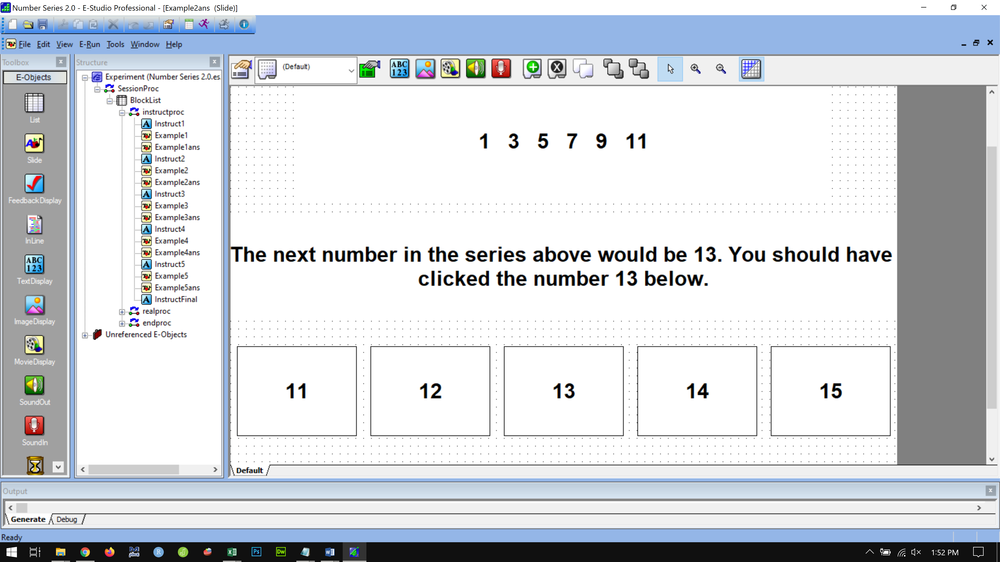 Number Series 2.0 - E-Studio Professional - [Example2ans (Slide)]
File Edit View E-Run Tools Window Help
Toolbox
E-Objects
List
Slide
FeedbackDisplay
InLine
ABC
123
TextDisplay
ImageDisplay
MovieDisplay
SoundOut
SoundIn
Structure
Experiment (Number Series 2.0.es
SessionProc
BlockList
instructproc
Instruct1
Example1
Example1ans
Instruct2
Example2
Example2ans
Instruct3
Example3
Example3ans
Instruct4
Example4
Example4ans
Instruct5
Example5
Example5ans
InstructFinal
realproc
endproc
Unreferenced E-Objects
(Default)
ABC
123
1 3 5 7 9 11
The next number in the series above would be 13. You should have
clicked the number 13 below.
11 12 13 14 15
Default
Output
Generate Debug
Ready
Mplus6 R Ps Dw 1:52 PM